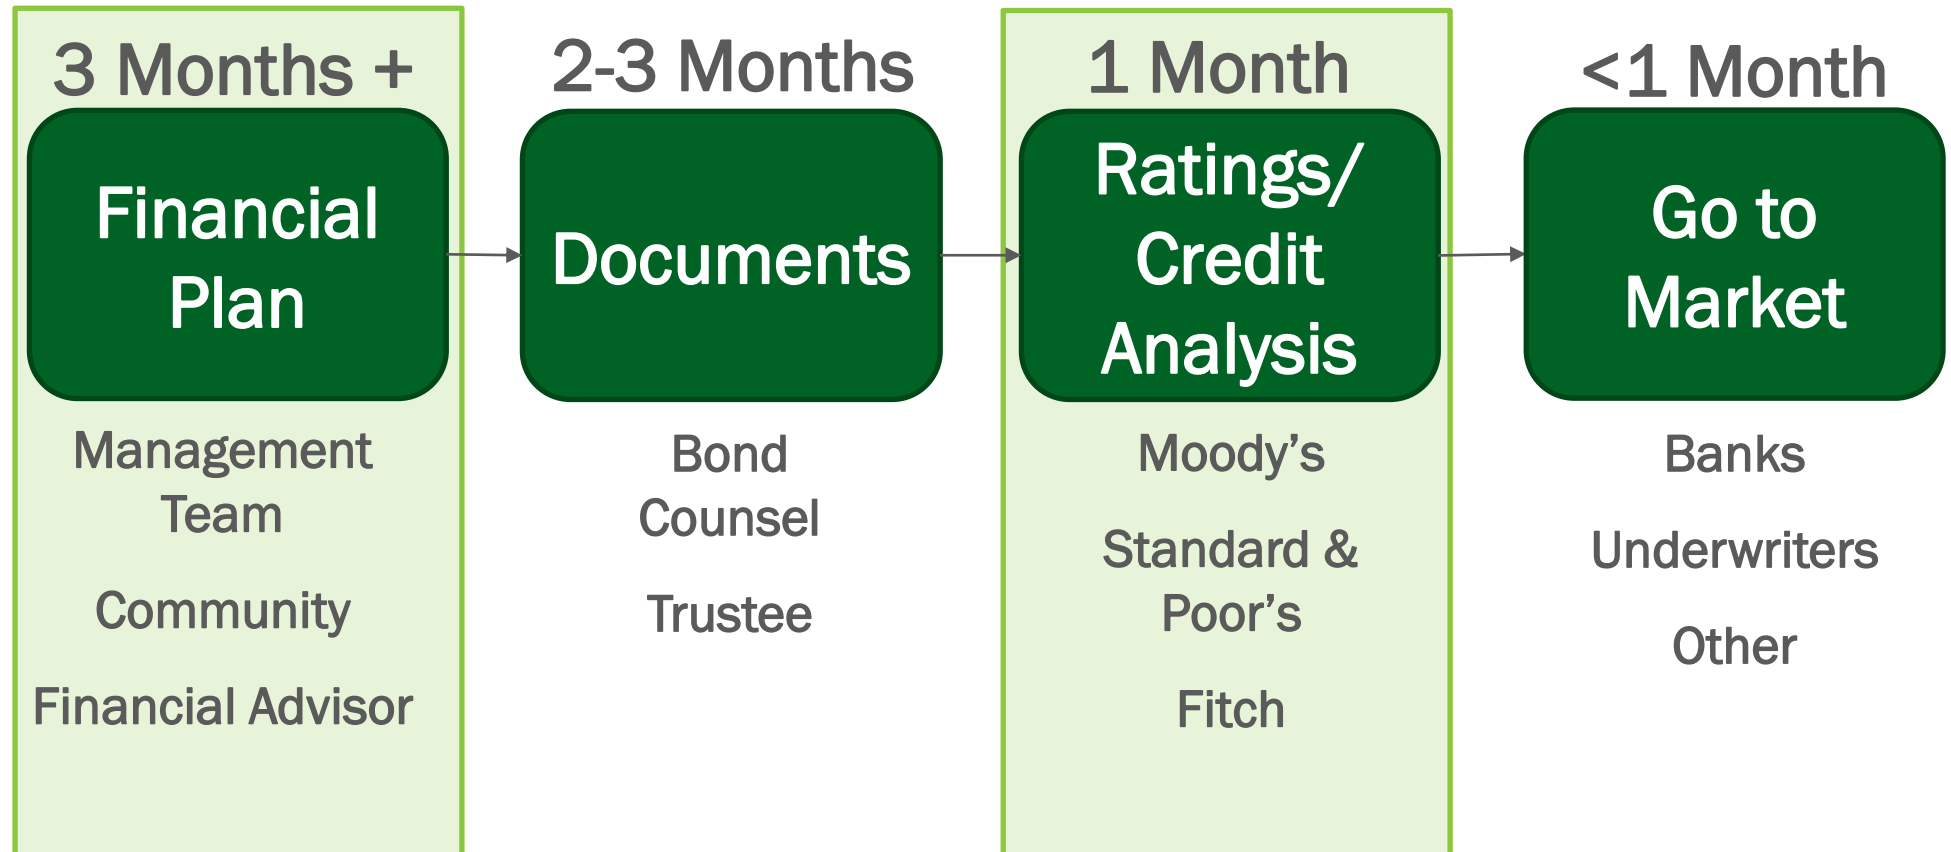 3 Months +
Financial
Plan
Management
Team
Community
Financial Advisor
2-3 Months
Documents
Bond
Counsel
Trustee
1 Month
Ratings/
Credit
Analysis
Moody’s
Standard &
Poor’s
Fitch
<1 Month
Go to
Market
Banks
Underwriters
Other